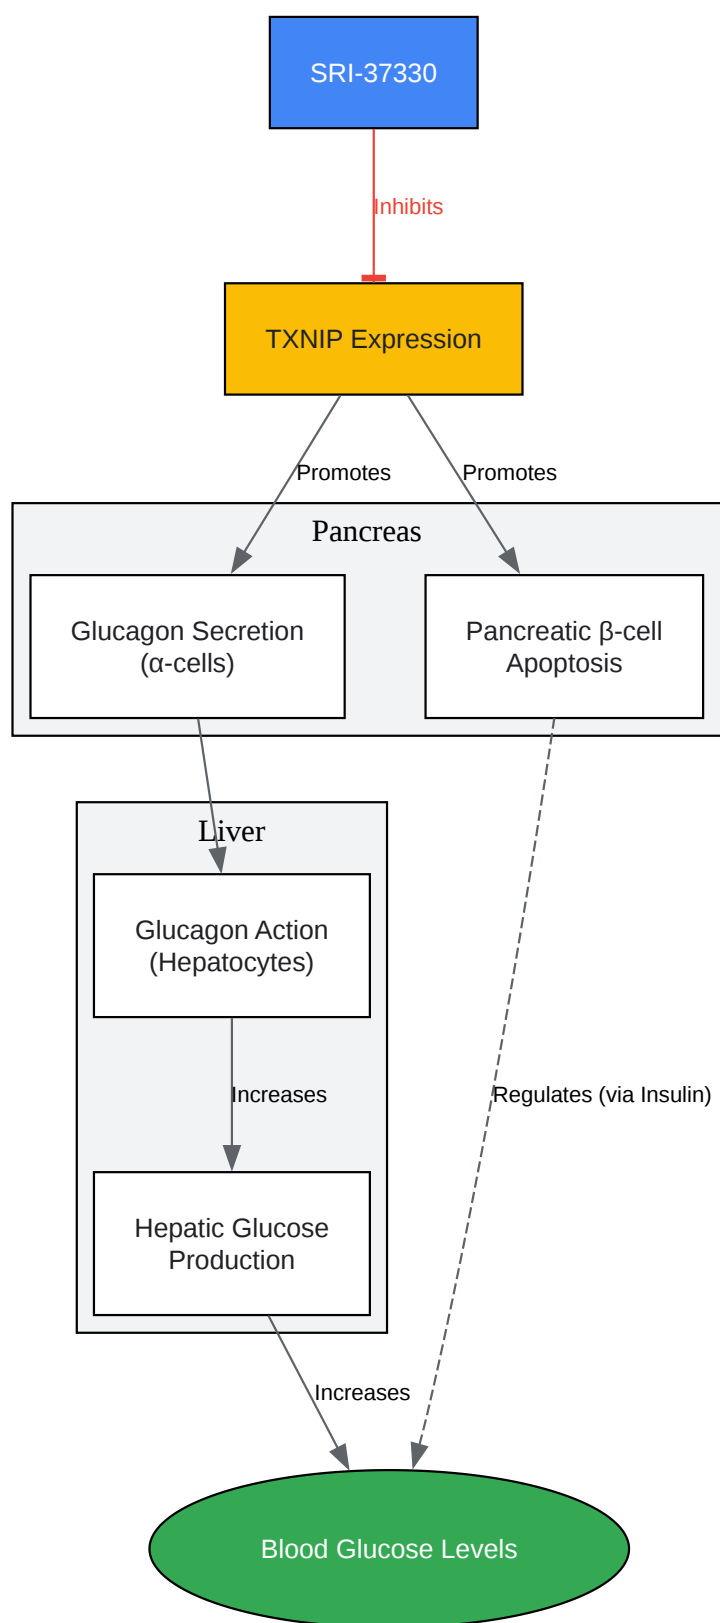 SRI-37330
Inhibits
TXNIP Expression
Promotes
Promotes
Pancreas
Glucagon Secretion
(α-cells)
Pancreatic β-cell
Apoptosis
Liver
Glucagon Action
(Hepatocytes)
Increases
Regulates (via Insulin)
Hepatic Glucose
Production
Increases
Blood Glucose Levels